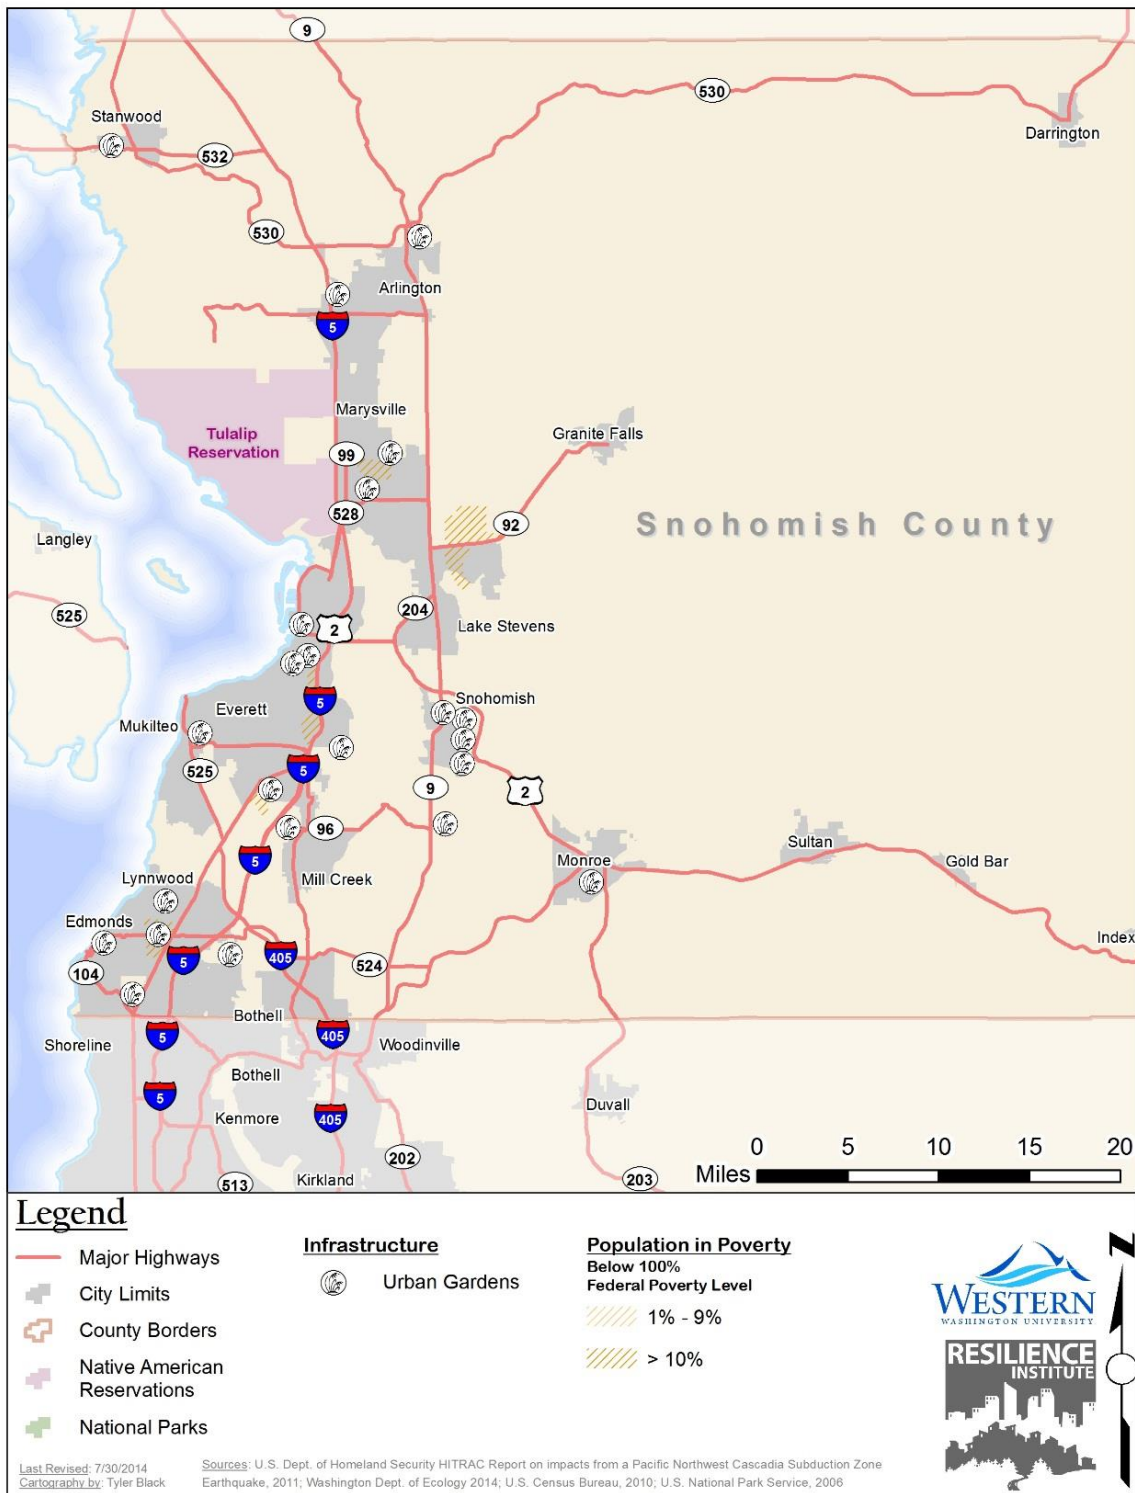 9
530
Stanwood
Darrington
532
530
Arlington
5
Marysville
Tulalip
Reservation
99
Granite Falls
528
92
Snohomish County
Langley
525
204
2
Lake Stevens
5
Snohomish
Everett
Mukilteo
5
525
9
2
96
Sultan
5
Monroe
Gold Bar
Lynnwood
Mill Creek
Edmonds
Index
5
405
524
104
Bothell
5
405
Shoreline
Woodinville
Bothell
5
Duvall
Kenmore
405
202
0 5 10 15 20
Miles
Kirkland
513
203
Legend
Major Highways
City Limits
County Borders
Native American
Reservations
National Parks
Infrastructure
Urban Gardens
Population in Poverty
Below 100%
Federal Poverty Level
1% - 9%
> 10%
WESTERN
WASHINGTON UNIVERSITY
RESILIENCE
INSTITUTE
N
Last Revised: 7/30/2014
Cartography by: Tyler Black
Sources: U.S. Dept. of Homeland Security HITRAC Report on impacts from a Pacific Northwest Cascadia Subduction Zone
Earthquake, 2011; Washington Dept. of Ecology 2014; U.S. Census Bureau, 2010; U.S. National Park Service, 2006